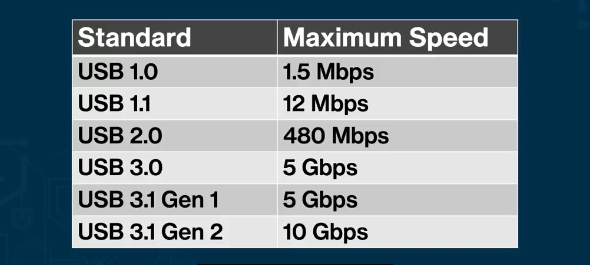 Standard Maximum Speed
USB 1.0 1.5 Mbps
USB 1.1 12 Mbps
USB 2.0 480 Mbps
USB 3.0 5 Gbps
USB 3.1 Gen 1 5 Gbps
USB 3.1 Gen 2 10 Gbps